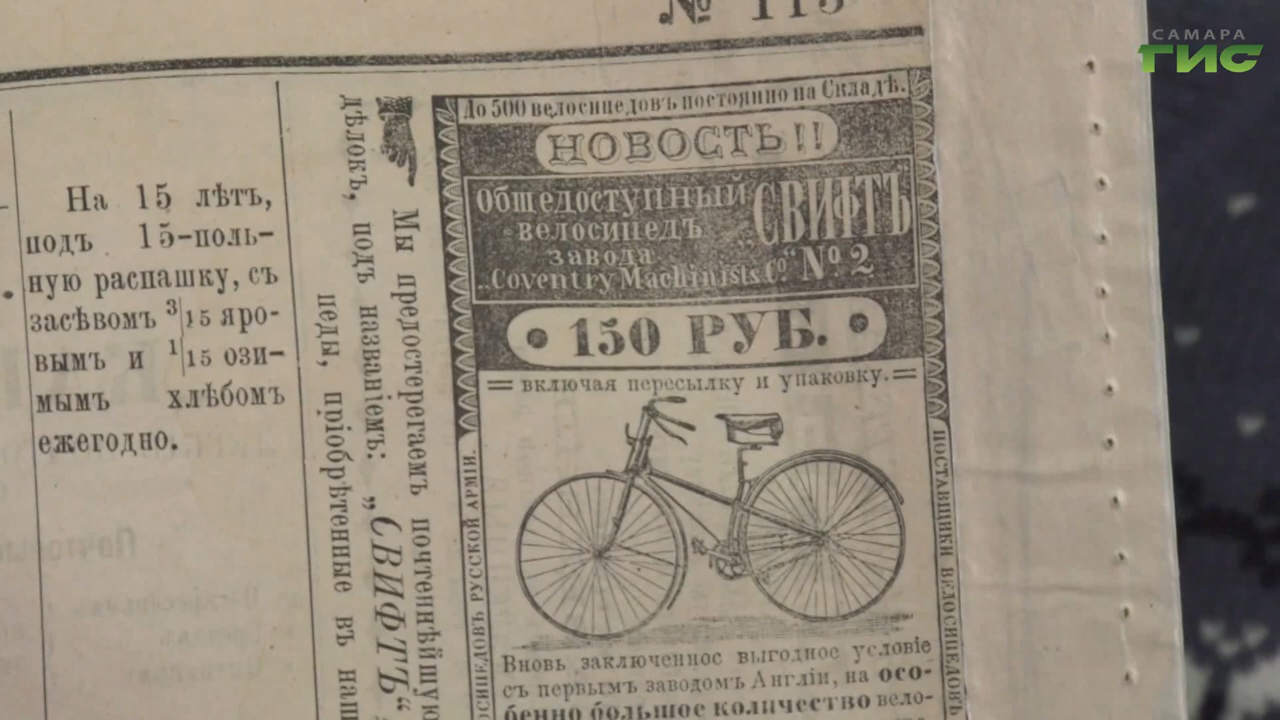 № 115
САМАРА
ГИС
На 15 лѣтъ,
подъ 15-поль-
ную распашку, съ
засѣвомъ 3/15 яро-
вымъ и 1/15 ози-
мымъ хлѣбомъ
ежегодно.
Мы предостерегаемъ почтеннѣйшую
дѣлокъ, подъ названіемъ: „СВИФТЪ“
педы, пріобрѣтенные въ
До 500 велосипедовъ постоянно на Складѣ.
НОВОСТЬ!!
Общедоступный „СВИФТЪ
велосипедъ
завода
„Coventry Machinists Cº“ № 2
150 РУБ.
включая пересылку и упаковку.
РУССКОЙ АРМІИ.
ПОСТАВЩИКИ ВЕЛОСИПЕДОВЪ
Вновь заключенное выгодное условіе
съ первымъ заводомъ Англіи, на осо-
бенно большое количество вело-